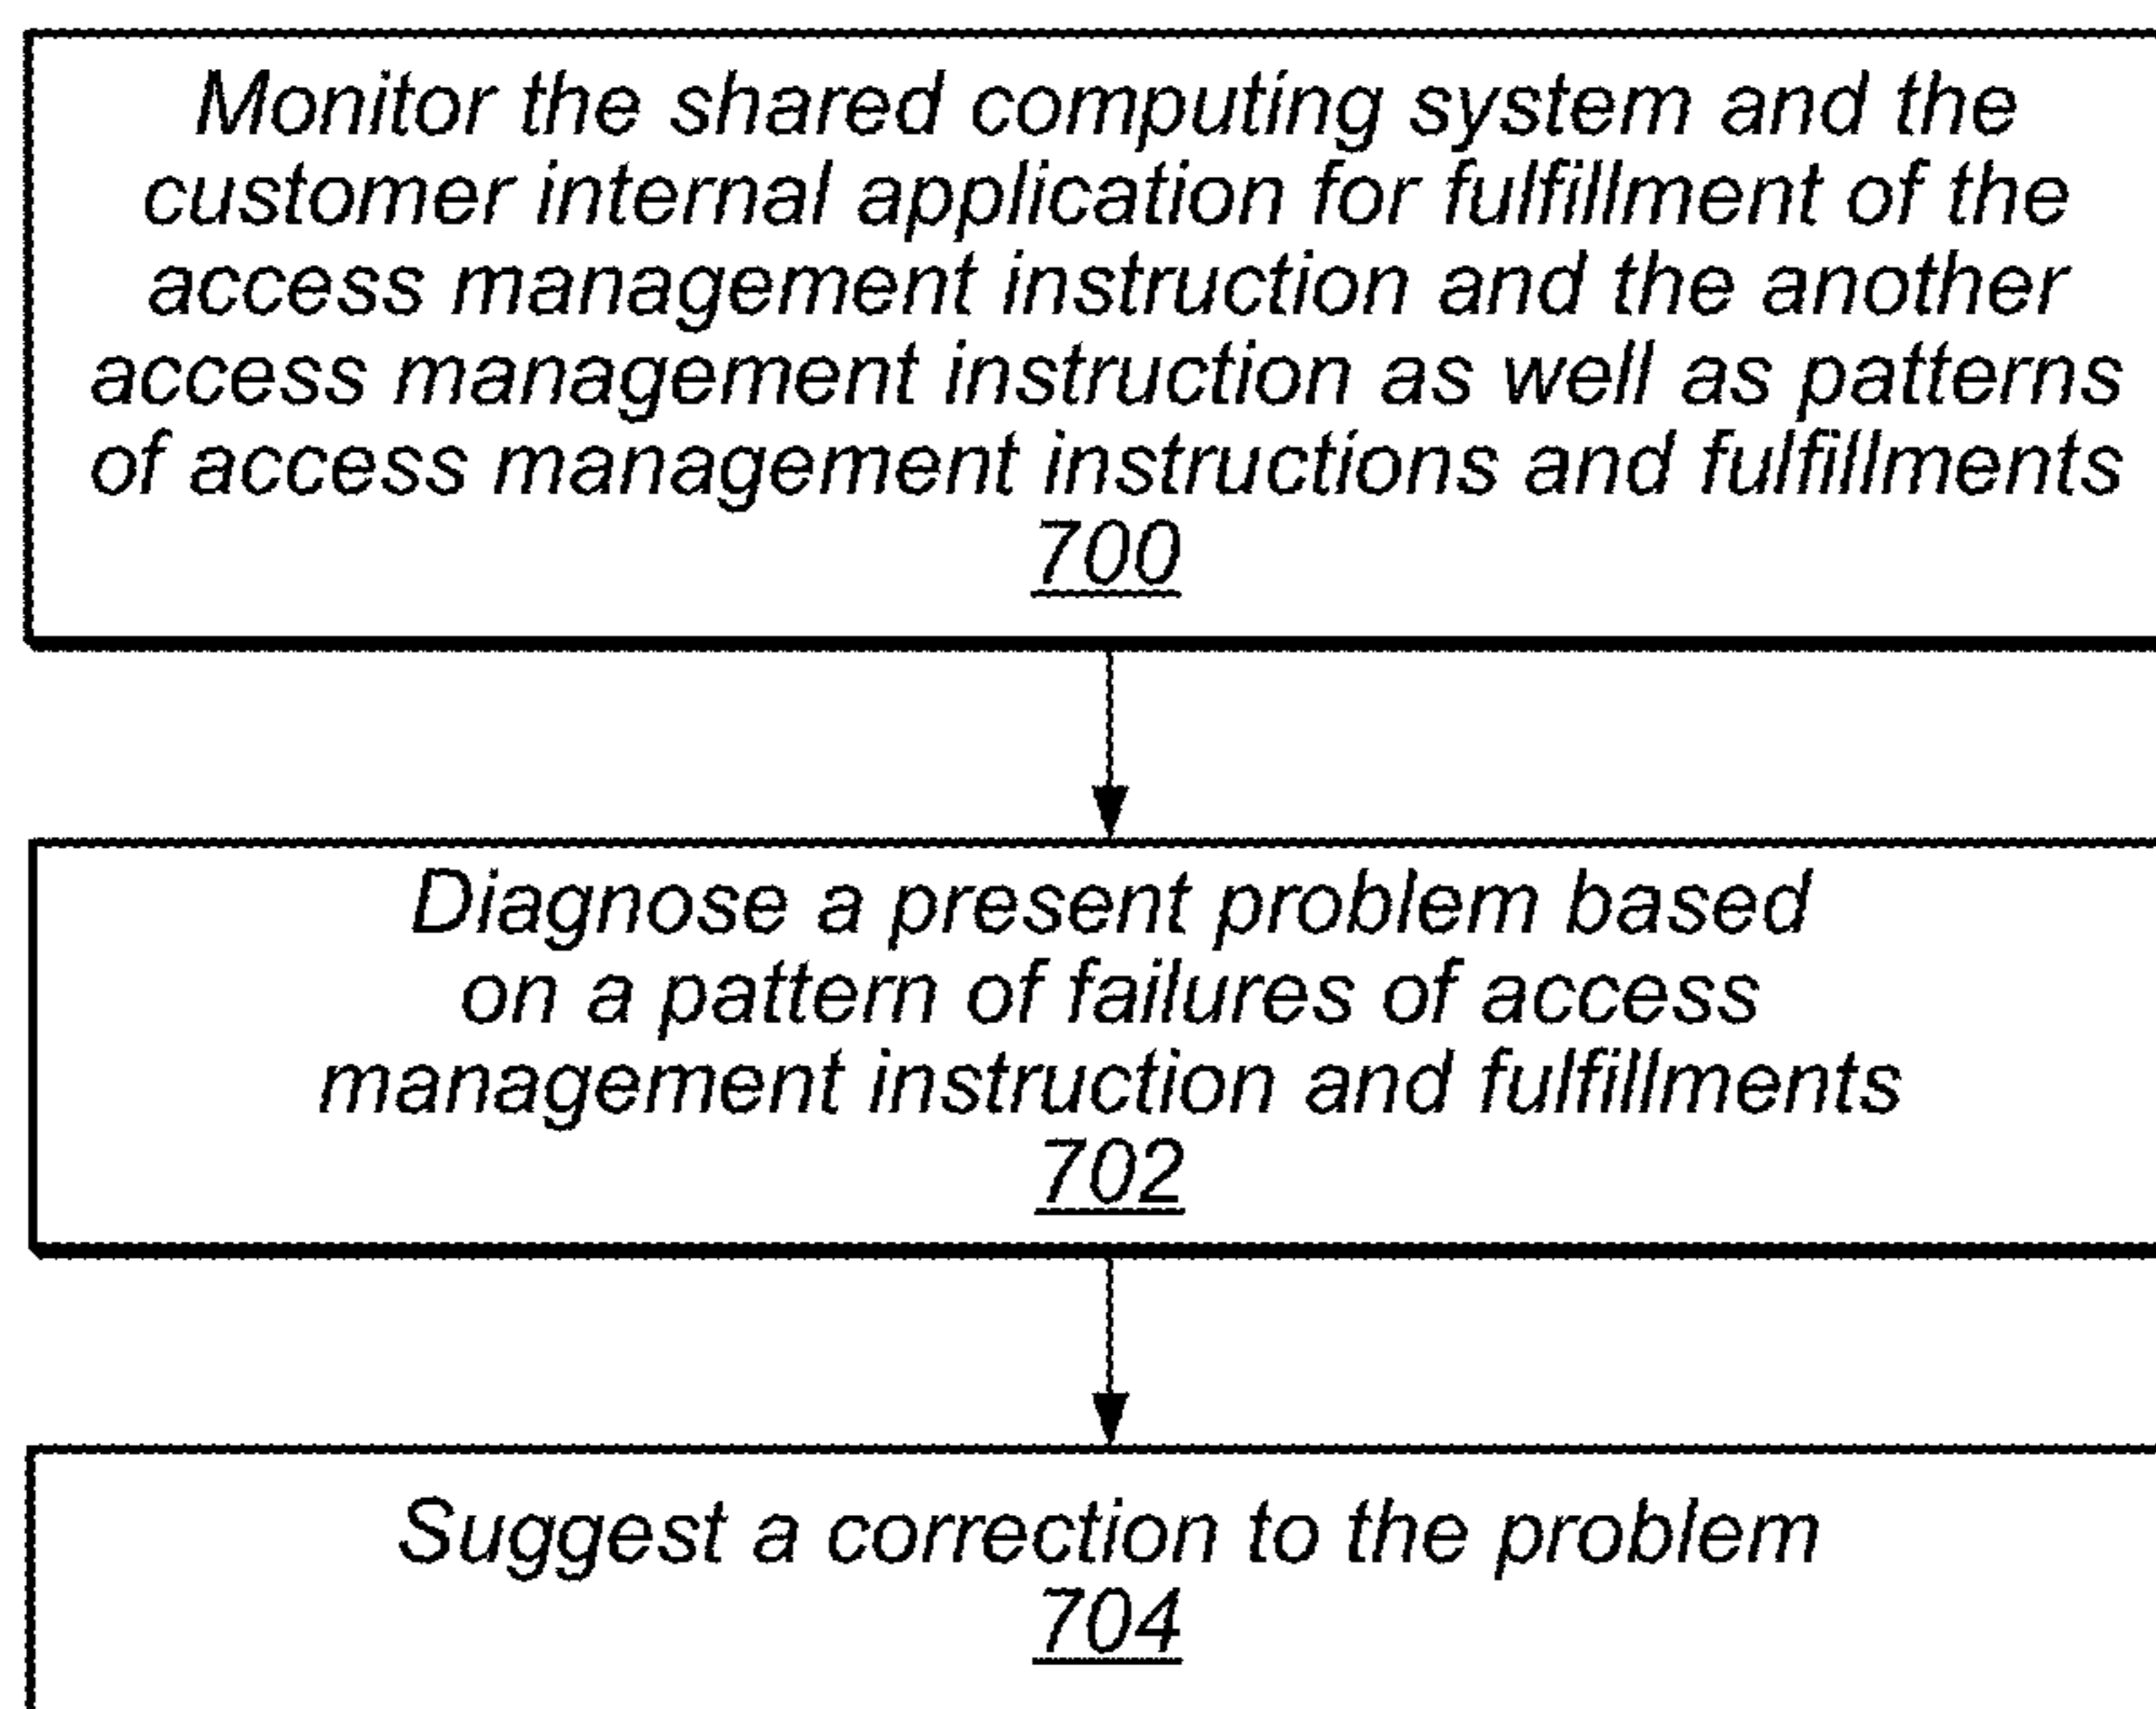 Monitor the shared computing system and the
customer internal application for fulfillment of the
access management instruction and the another
access management instruction as well as patterns
of access management instructions and fulfillments
700
Diagnose a present problem based
on a pattern of failures of access
management instruction and fulfillments
702
Suggest a correction to the problem
704